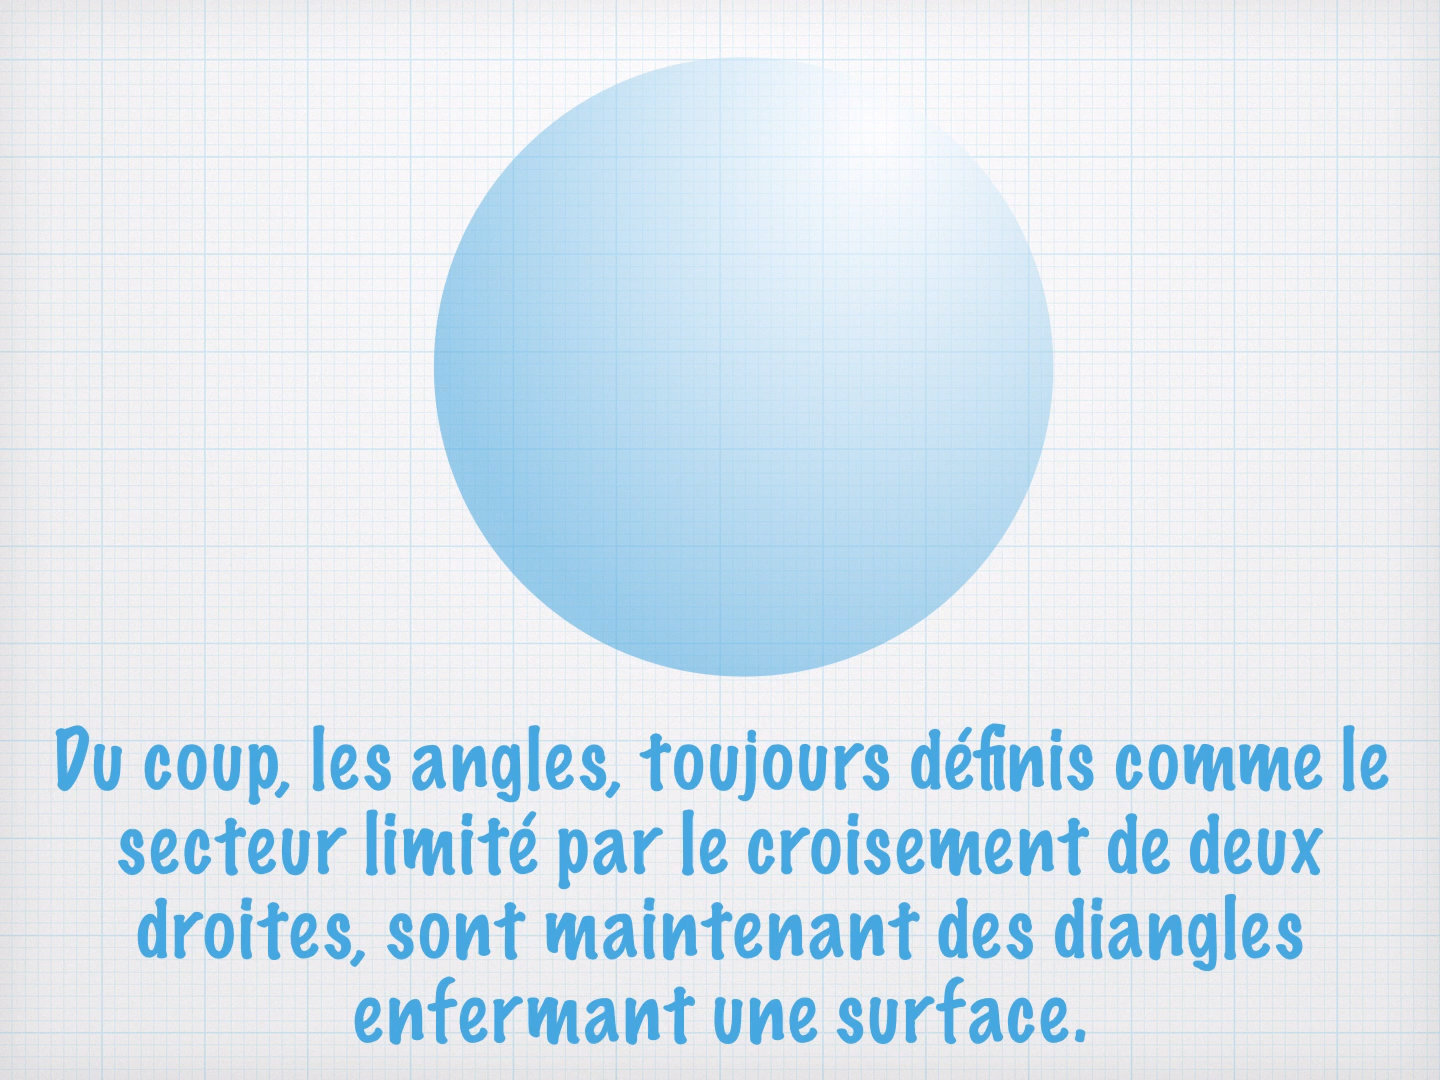 Du coup, les angles, toujours définis comme le
secteur limité par le croisement de deux
droites, sont maintenant des diangles
enfermant une surface.